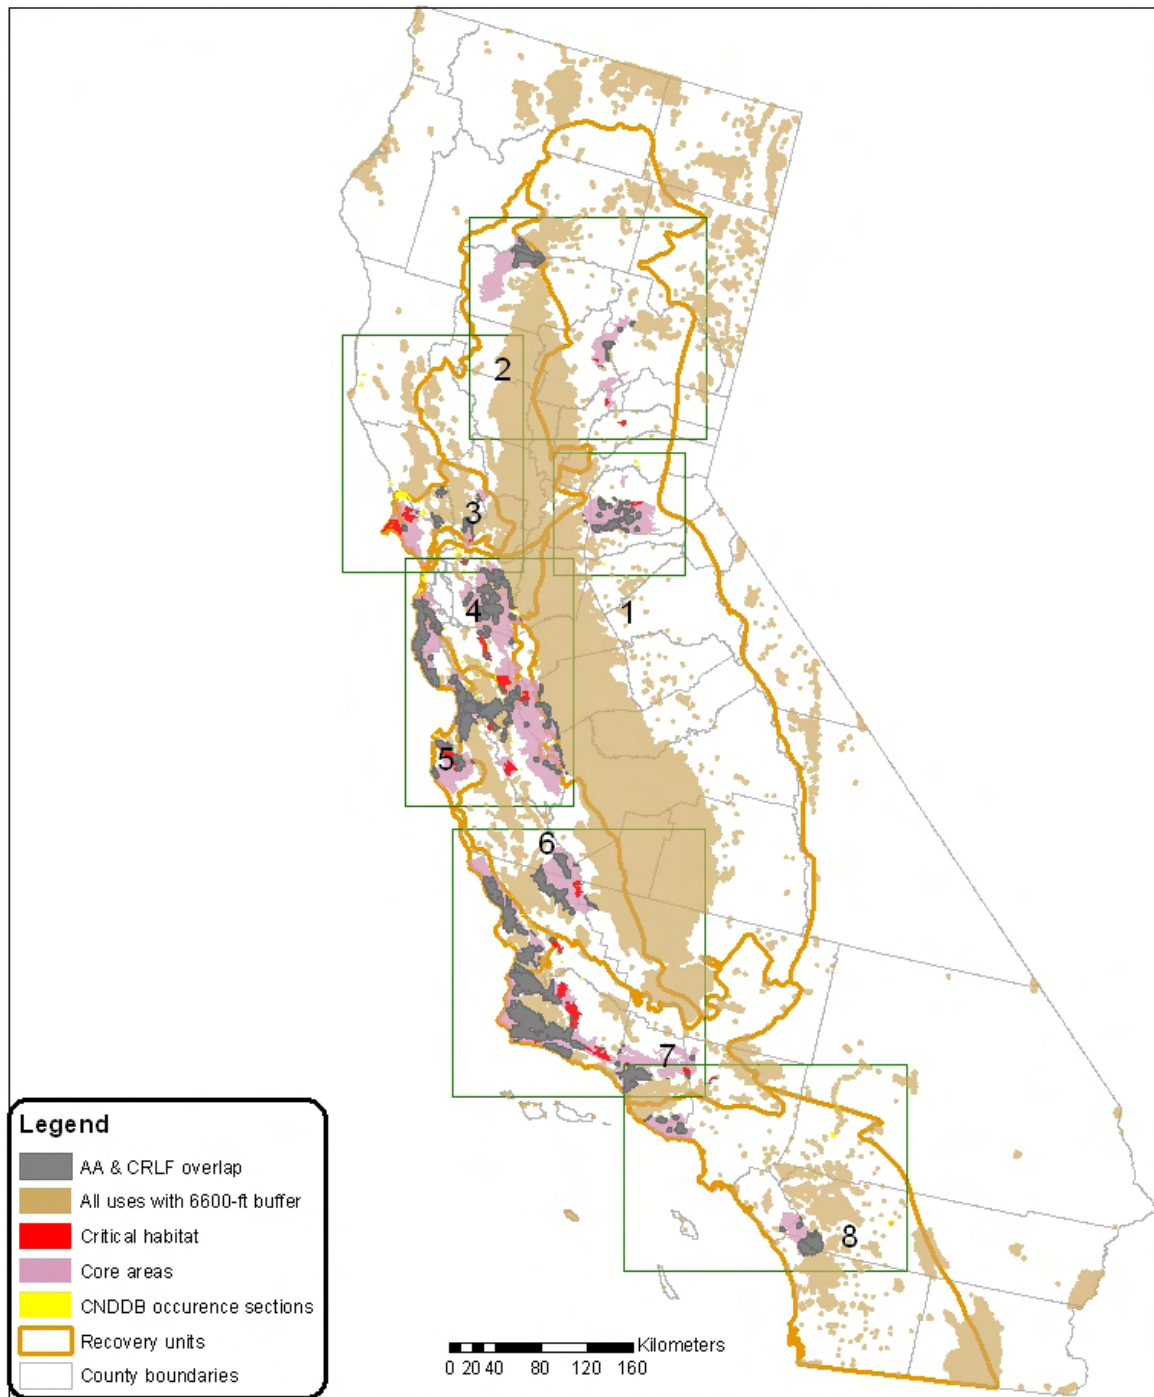 2
3
1
4
5
6
7
8
Legend
AA & CRLF overlap
All uses with 6600-ft buffer
Critical habitat
Core areas
CNDDB occurence sections
Recovery units
County boundaries
Kilometers
0 20 40 80 120 160